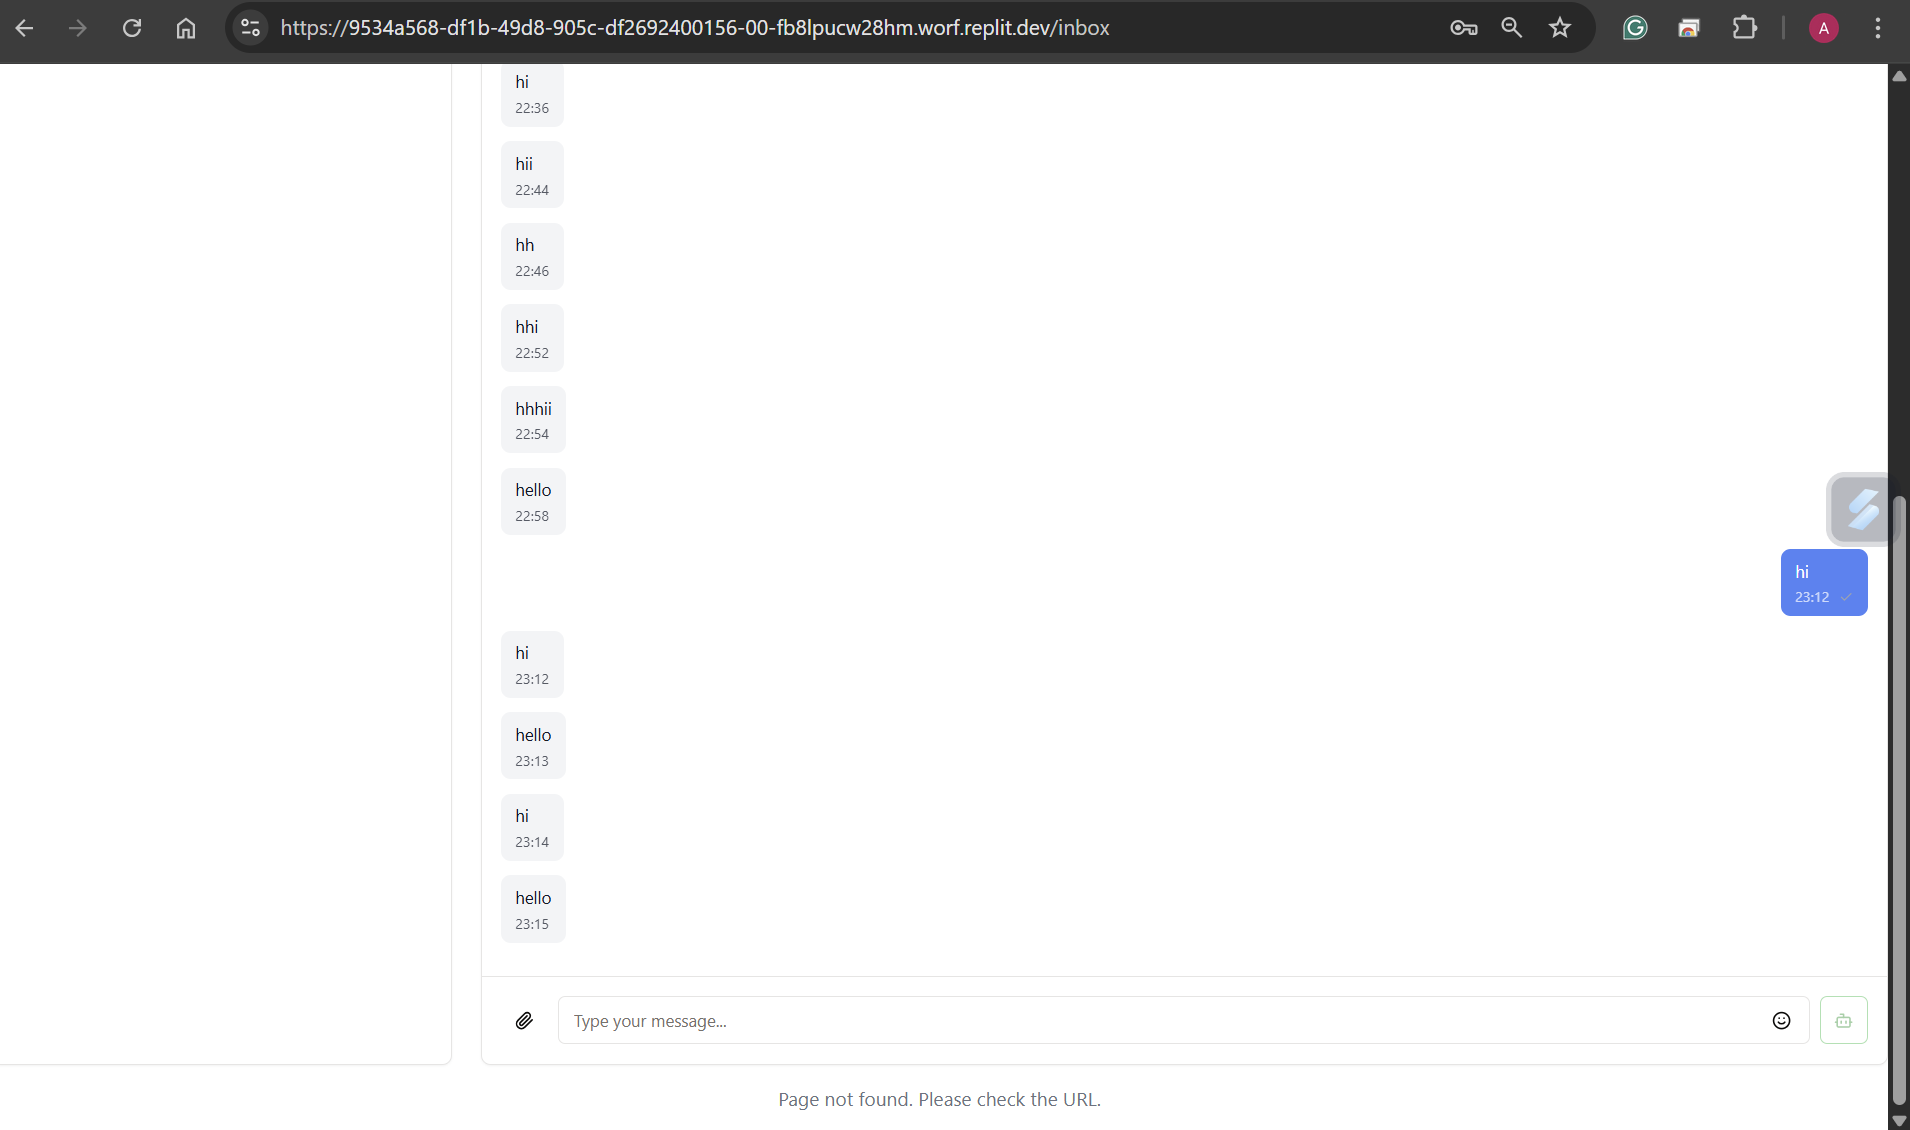 https://9534a568-df1b-49d8-905c-df2692400156-00-fb8lpucw28hm.worf.replit.dev/inbox
A
hi
22:36
hii
22:44
hh
22:46
hhi
22:52
hhhii
22:54
hello
22:58
hi
23:12
hi
23:12
hello
23:13
hi
23:14
hello
23:15
Type your message...
Page not found. Please check the URL.